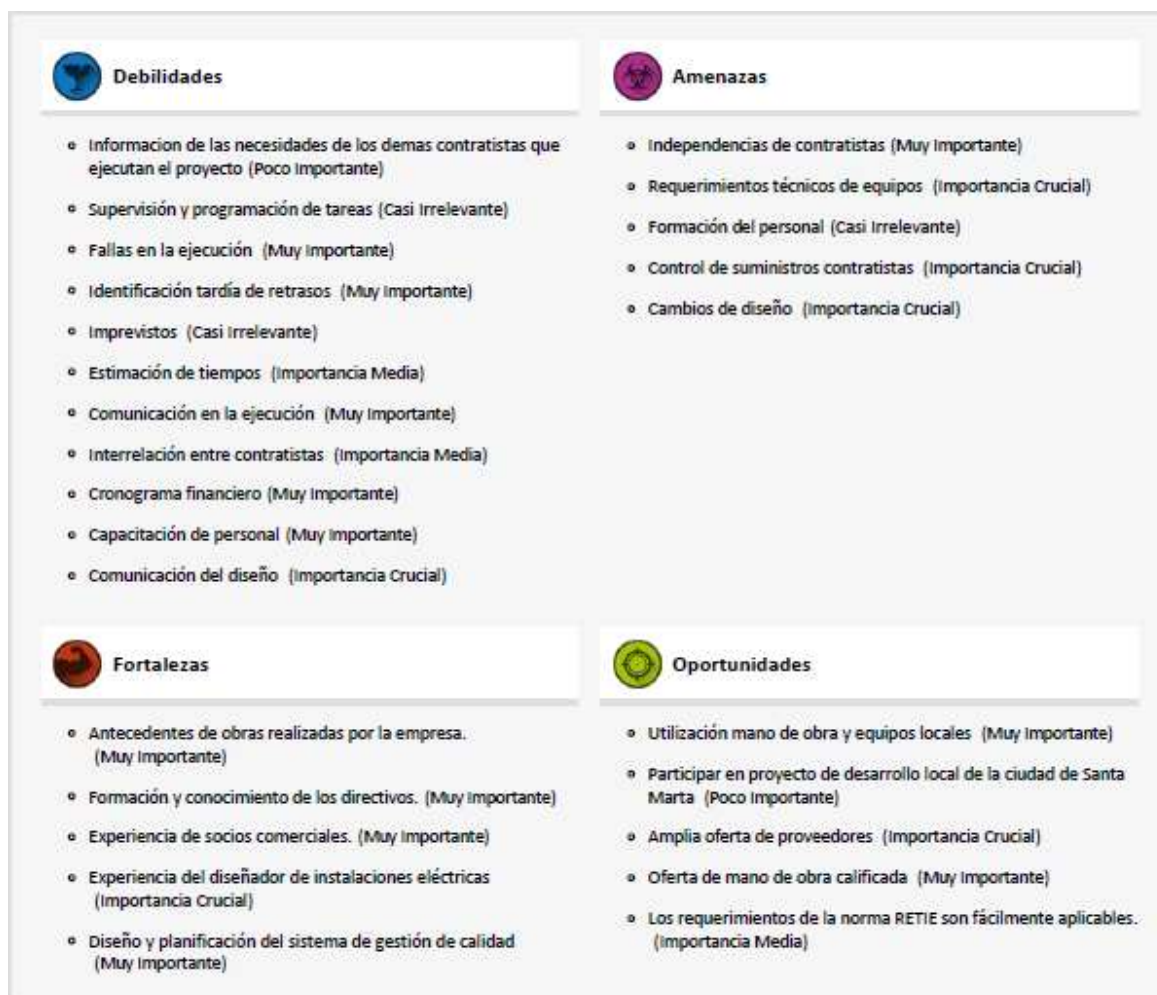 Debilidades
Informacion de las necesidades de los demas contratistas que
ejecutan el proyecto (Poco Importante)
Supervisión y programación de tareas (Casi Irrelevante)
Fallas en la ejecución (Muy Importante)
Identificación tardía de retrasos (Muy Importante)
Imprevistos (Casi Irrelevante)
Estimación de tiempos (Importancia Media)
Comunicación en la ejecución (Muy Importante)
Interrelación entre contratistas (Importancia Media)
Cronograma financiero (Muy Importante)
Capacitación de personal (Muy Importante)
Comunicación del diseño (Importancia Crucial)
Amenazas
Independencias de contratistas (Muy Importante)
Requerimientos técnicos de equipos (Importancia Crucial)
Formación del personal (Casi Irrelevante)
Control de suministros contratistas (Importancia Crucial)
Cambios de diseño (Importancia Crucial)
Fortalezas
Antecedentes de obras realizadas por la empresa.
(Muy Importante)
Formación y conocimiento de los directivos. (Muy Importante)
Experiencia de socios comerciales. (Muy Importante)
Experiencia del diseñador de instalaciones eléctricas
(Importancia Crucial)
Diseño y planificación del sistema de gestión de calidad
(Muy Importante)
Oportunidades
Utilización mano de obra y equipos locales (Muy Importante)
Participar en proyecto de desarrollo local de la ciudad de Santa
Marta (Poco Importante)
Amplia oferta de proveedores (Importancia Crucial)
Oferta de mano de obra calificada (Muy Importante)
Los requerimientos de la norma RETIE son fácilmente aplicables.
(Importancia Media)